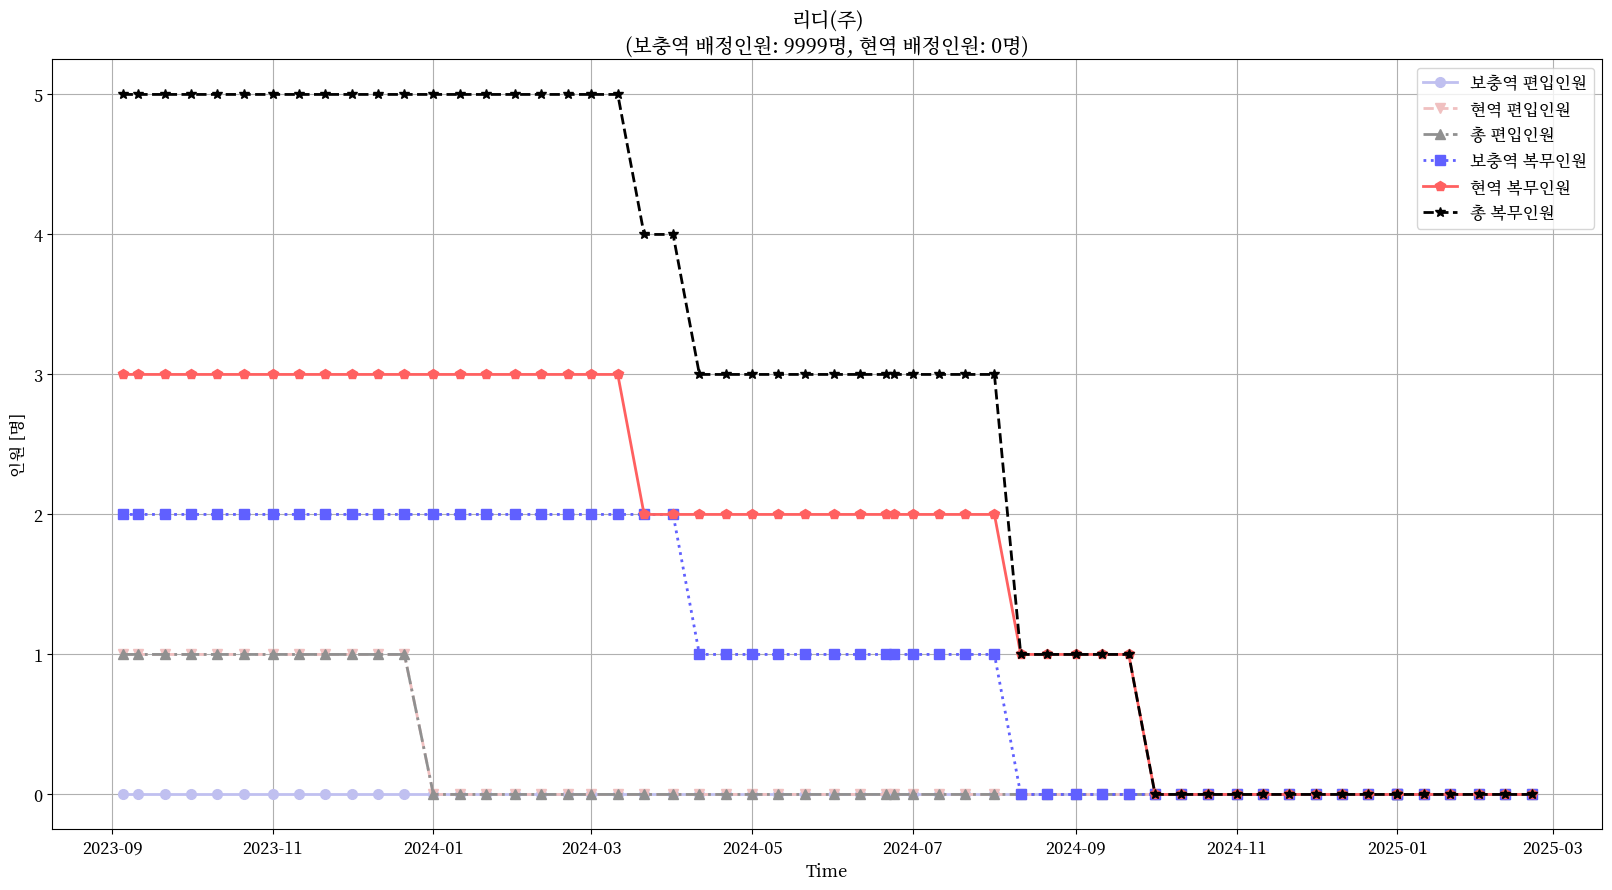 리디(주)
(보충역 배정인원: 9999명, 현역 배정인원: 0명)
보충역 편입인원
현역 편입인원
총 편입인원
보충역 복무인원
현역 복무인원
총 복무인원
인원 [명]
5
4
3
2
1
0
2023-09 2023-11 2024-01 2024-03 2024-05 2024-07 2024-09 2024-11 2025-01 2025-03
Time